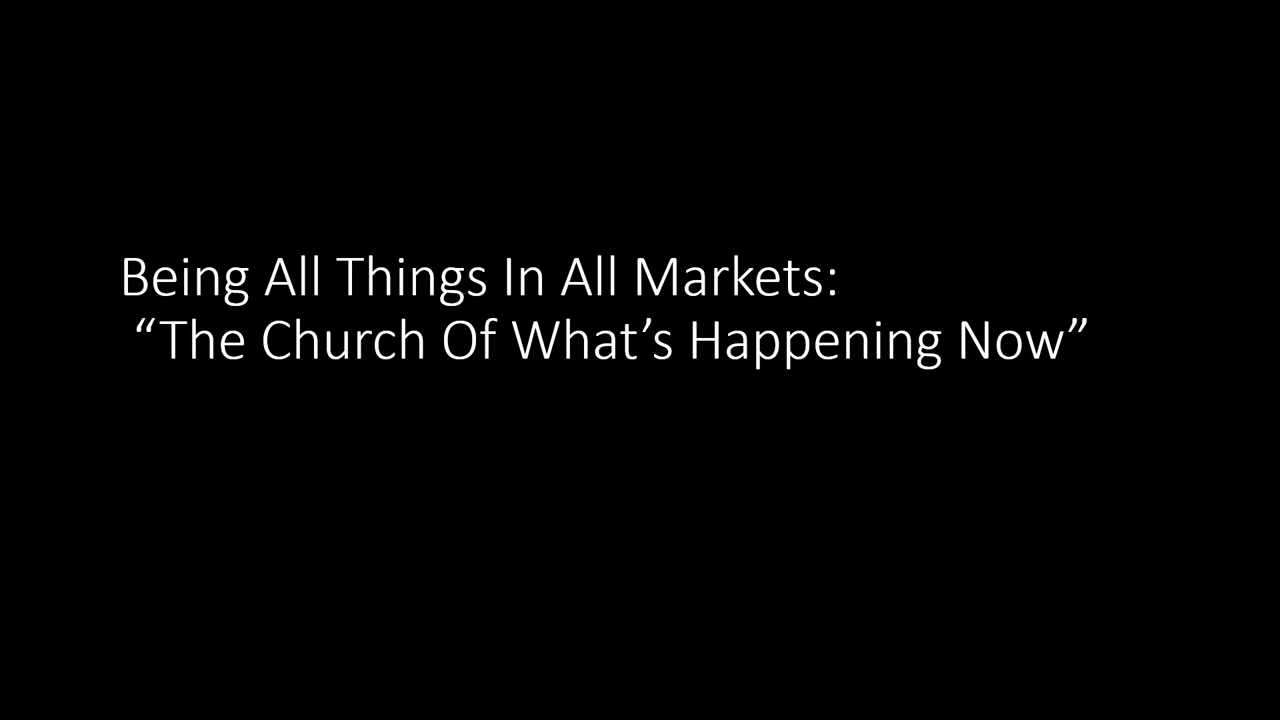 Being All Things In All Markets:
“The Church Of What’s Happening Now”